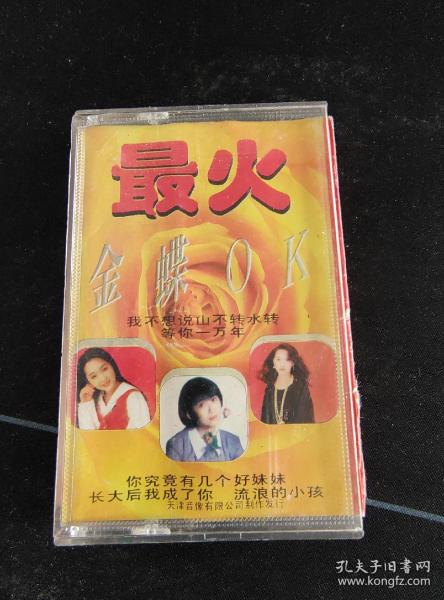 最火
金蝶OK
我不想说山不转水转
等你一万年
你究竟有几个好妹妹
长大后我成了你 流浪的小孩
天津音像有限公司制作发行
孔夫子旧书网
www.kongfz.com